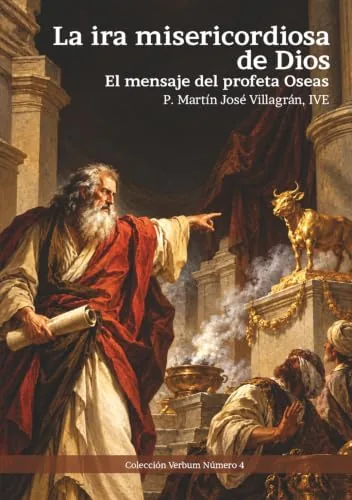 La ira misericordiosa
de Dios
El mensaje del profeta Oseas
P. Martín José Villagrán, IVE
Colección Verbum Número 4